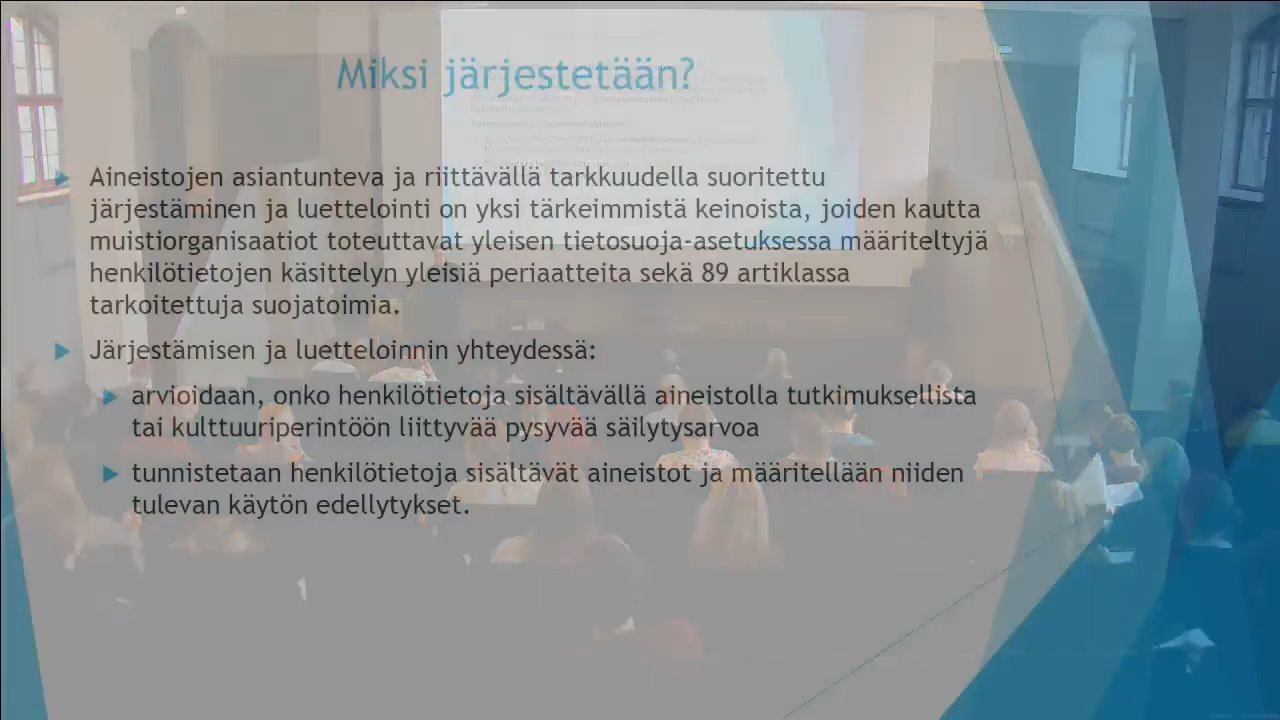 Miksi järjestetään?
Aineistojen asiantunteva ja riittävällä tarkkuudella suoritettu
järjestäminen ja luettelointi on yksi tärkeimmistä keinoista, joiden kautta
muistiorganisaatiot toteuttavat yleisen tietosuoja-asetuksessa määriteltyjä
henkilötietojen käsittelyn yleisiä periaatteita sekä 89 artiklassa
tarkoitettuja suojatoimia.
Järjestämisen ja luetteloinnin yhteydessä:
arvioidaan, onko henkilötietoja sisältävällä aineistolla tutkimuksellista
tai kulttuuriperintöön liittyvää pysyvää säilytysarvoa
tunnistetaan henkilötietoja sisältävät aineistot ja määritellään niiden
tulevan käytön edellytykset.